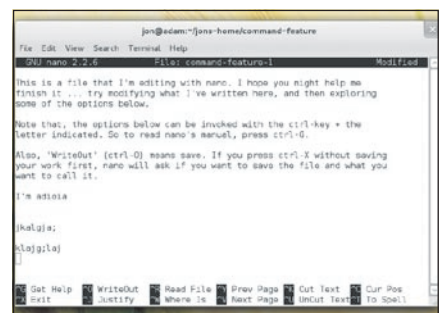 jon@adam:~/jons-home/command-feature
File Edit View Search Terminal Help
GNU nano 2.2.6 File: command-feature-1 Modified
This is a file that I'm editing with nano. I hope you might help me
finish it ... try modifying what I've written here, and then exploring
some of the options below.
Note that, the options below can be invoked with the ctrl-key + the
letter indicated. So to read nano's manual, press ctrl-G.
Also, 'WriteOut' (ctrl-O) means save. If you press ctrl-X without saving
your work first, nano will ask if you want to save the file and what you
want to call it.
I'm adioia
jkalgja;
klajg;laj
^G Get Help ^O WriteOut ^R Read File ^Y Prev Page ^K Cut Text ^C Cur Pos
^X Exit ^J Justify ^W Where Is ^V Next Page ^U UnCut Text ^T To Spell